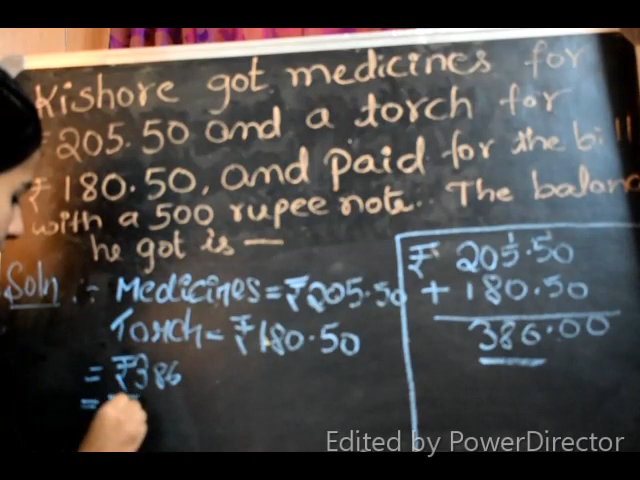 Kishore got medicines for
₹ 205.50 and a torch for
₹ 180.50, and paid for the bill
with a 500 rupee note. The balanc
he got is —
Soln :- Medicines = ₹205.50
Torch = ₹180.50
= ₹386
=
1
₹ 205.50
+ 180.50
386.00
Edited by PowerDirector